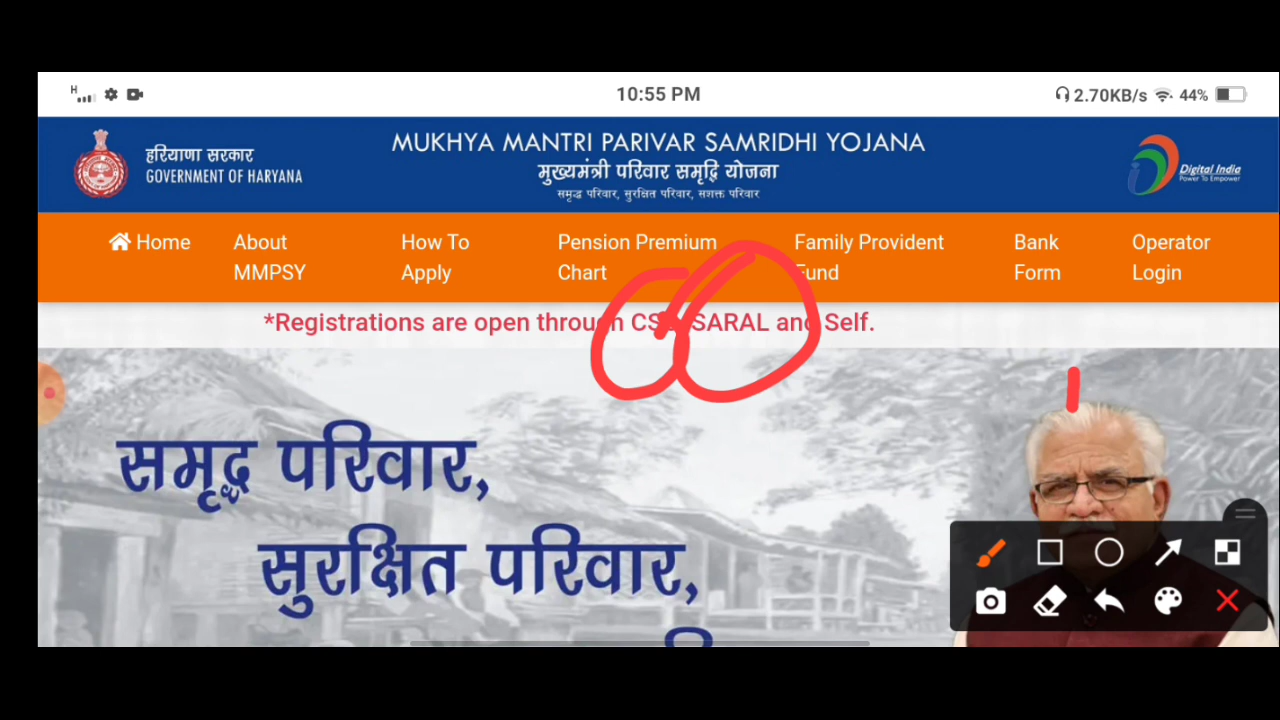 H
10:55 PM
2.70KB/s 44%
हरियाणा सरकार
GOVERNMENT OF HARYANA
MUKHYA MANTRI PARIVAR SAMRIDHI YOJANA
मुख्यमंत्री परिवार समृद्धि योजना
समृद्ध परिवार, सुरक्षित परिवार, सशक्त परिवार
Digital India
Power To Empower
Home
About
MMPSY
How To
Apply
Pension Premium
Chart
Family Provident
Fund
Bank
Form
Operator
Login
*Registrations are open through SARAL and Self.
समृद्ध परिवार,
सुरक्षित परिवार,